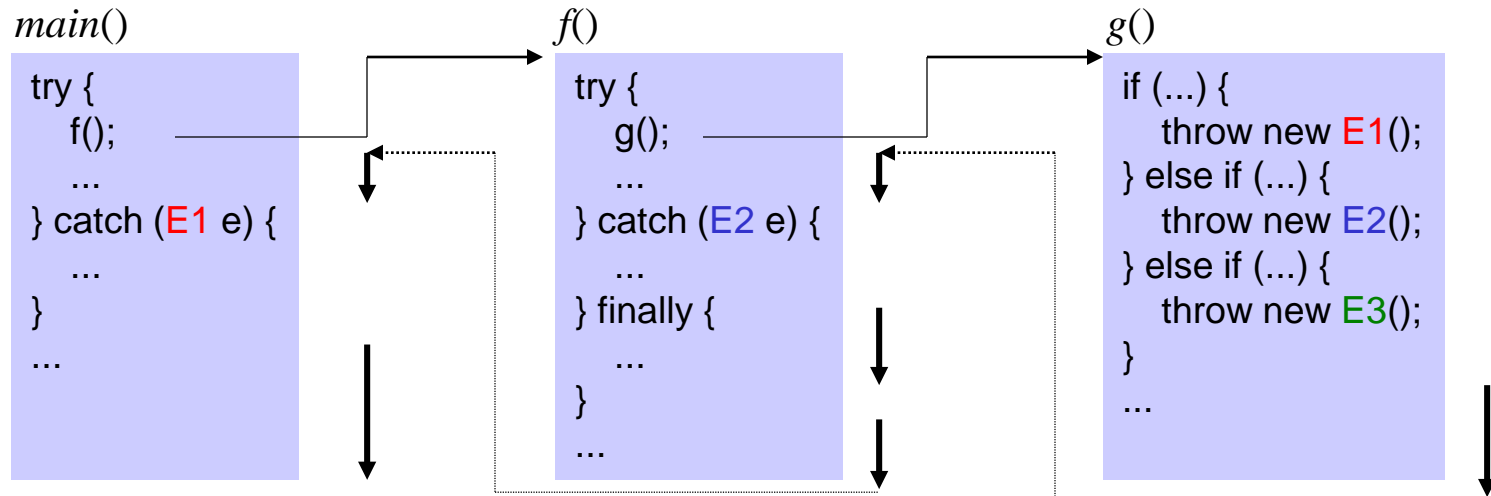 main()
try {
f();
...
} catch (E1 e) {
...
}
...
f()
try {
g();
...
} catch (E2 e) {
...
} finally {
...
}
...
g()
if (...) {
throw new E1();
} else if (...) {
throw new E2();
} else if (...) {
throw new E3();
}
...